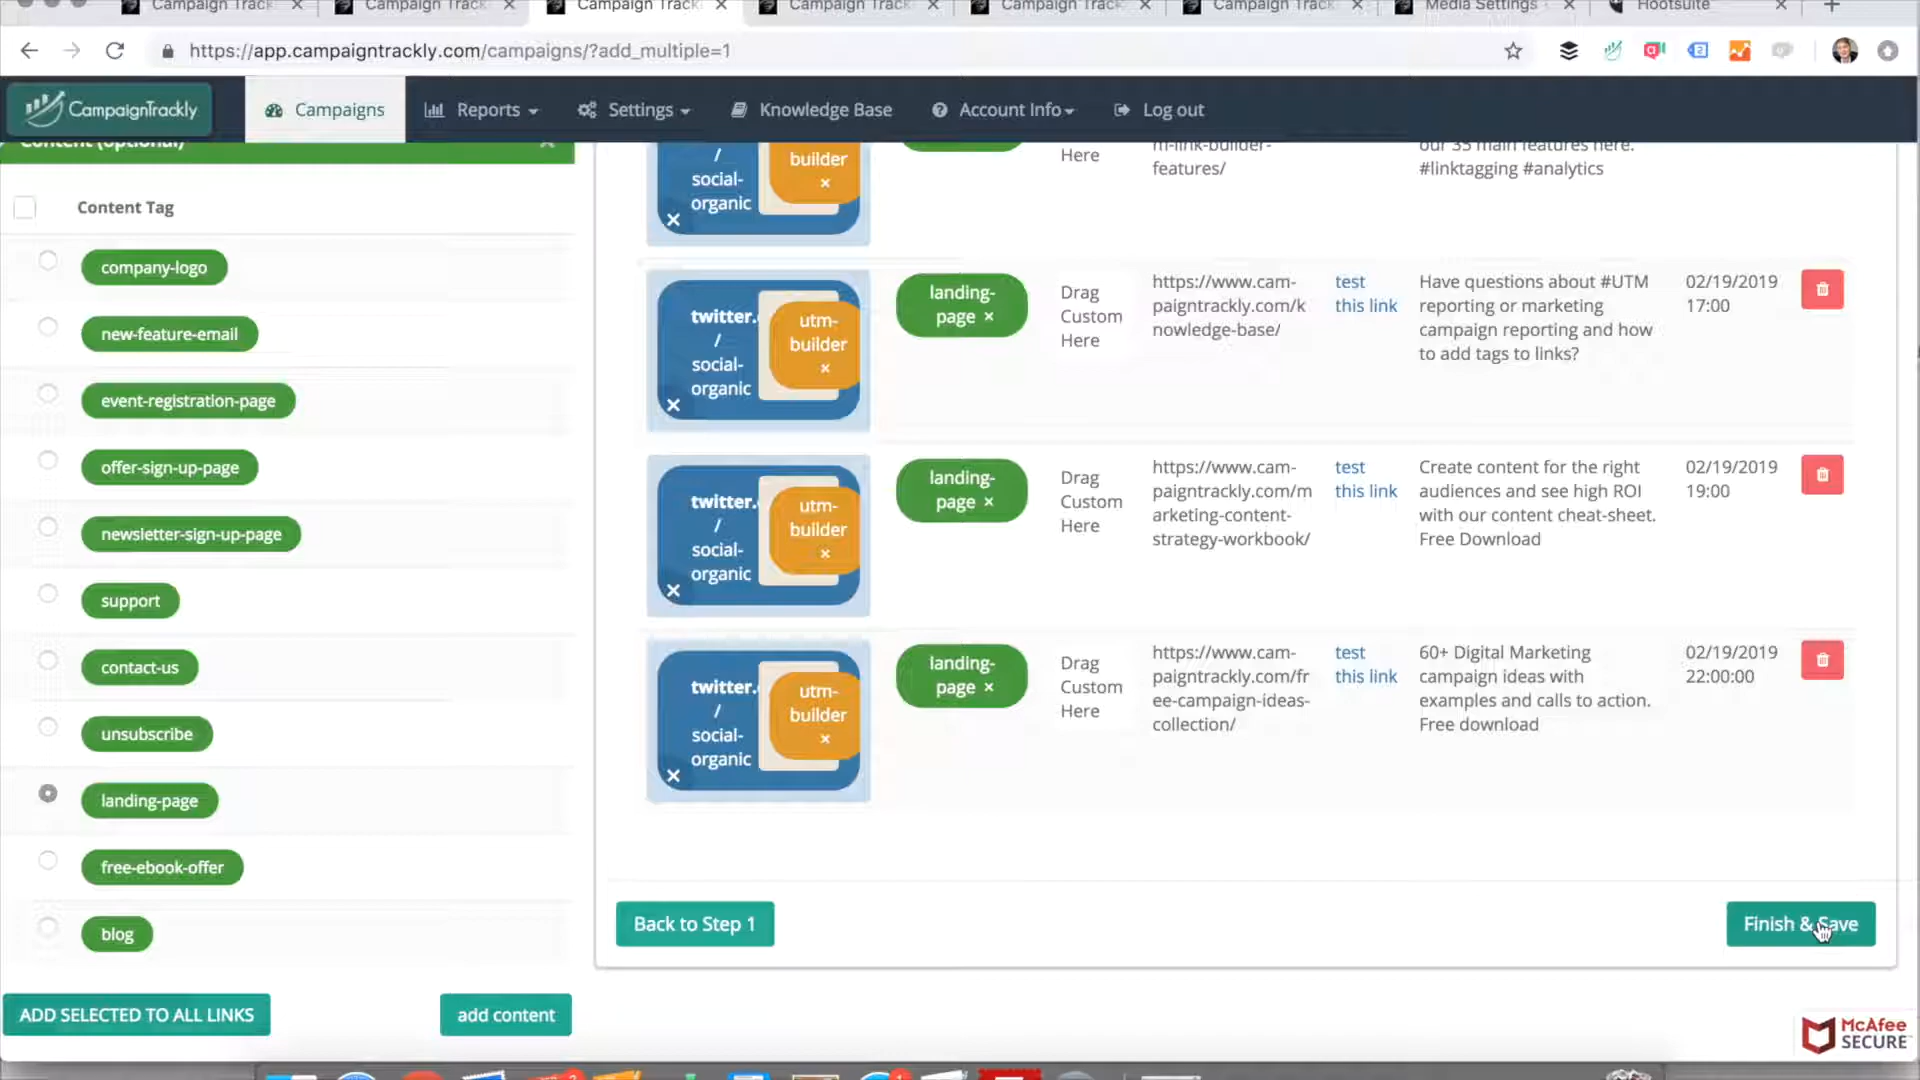 Campaign Track
Campaign Track
Campaign Track
Campaign Track
Campaign Track
Campaign Track
Media Settings
Hootsuite
https://app.campaigntrackly.com/campaigns/?add_multiple=1
CampaignTrackly
Campaigns
Reports
Settings
Knowledge Base
Account Info
Log out
Content (optional)
Content Tag
company-logo
new-feature-email
event-registration-page
offer-sign-up-page
newsletter-sign-up-page
support
contact-us
unsubscribe
landing-page
free-ebook-offer
blog
ADD SELECTED TO ALL LINKS
add content
/
social-
organic
builder
×
Here
m-link-builder-
features/
our 35 main features here.
#linktagging #analytics
twitter.
/
social-
organic
utm-
builder
×
landing-
page ×
Drag
Custom
Here
https://www.cam-
paigntrackly.com/k
nowledge-base/
test
this link
Have questions about #UTM
reporting or marketing
campaign reporting and how
to add tags to links?
02/19/2019
17:00
twitter.
/
social-
organic
utm-
builder
×
landing-
page ×
Drag
Custom
Here
https://www.cam-
paigntrackly.com/m
arketing-content-
strategy-workbook/
test
this link
Create content for the right
audiences and see high ROI
with our content cheat-sheet.
Free Download
02/19/2019
19:00
twitter.
/
social-
organic
utm-
builder
×
landing-
page ×
Drag
Custom
Here
https://www.cam-
paigntrackly.com/fr
ee-campaign-ideas-
collection/
test
this link
60+ Digital Marketing
campaign ideas with
examples and calls to action.
Free download
02/19/2019
22:00:00
Back to Step 1
Finish & Save
McAfee
SECURE